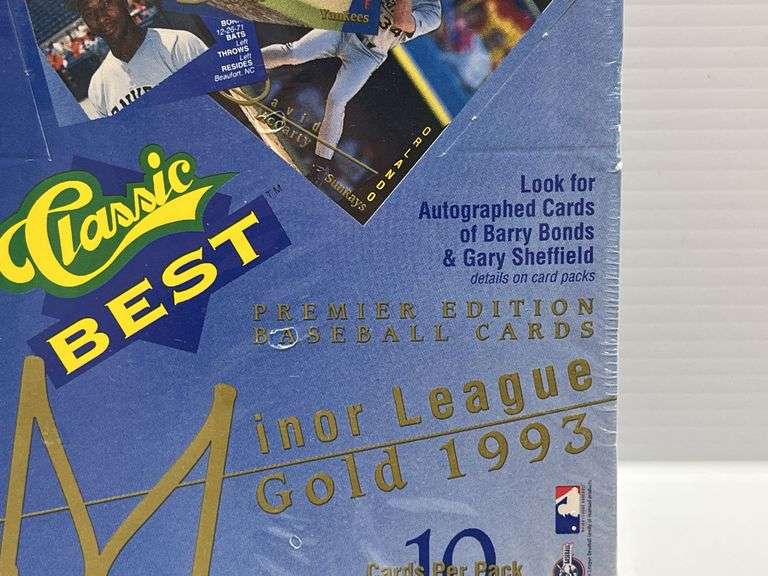 Yankees
12-26-71
BATS
Left
THROWS
Left
RESIDES
Beaufort, NC
34
David
McCarty
ORLANDO
SunRays
Classic
BEST
TM
Look for
Autographed Cards
of Barry Bonds
& Gary Sheffield
details on card packs
PREMIER EDITION
BASEBALL CARDS
Minor League
Gold 1993
10
Cards Per Pack